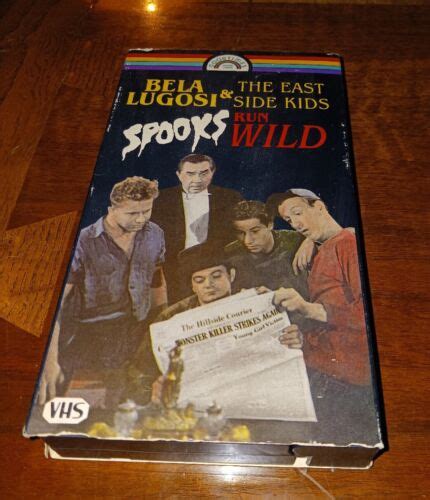 BELA
LUGOSI
&
THE EAST
SIDE KIDS
SPOOKS
RUN
WILD
The Hillside Courier
MONSTER KILLER STRIKES AGAIN
Young Girl Victim
VHS